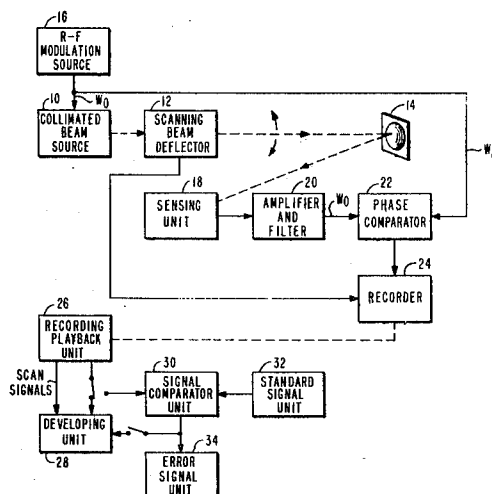 16
R-F
MODULATION
SOURCE
10
W0
12
14
COLLIMATED
BEAM
SOURCE
SCANNING
BEAM
DEFLECTOR
18
20
22
W
SENSING
UNIT
AMPLIFIER
AND
FILTER
W0
PHASE
COMPARATOR
24
RECORDER
26
RECORDING
PLAYBACK
UNIT
30
32
SCAN
SIGNALS
SIGNAL
COMPARATOR
UNIT
STANDARD
SIGNAL UNIT
DEVELOPING
UNIT
28
34
ERROR
SIGNAL
UNIT